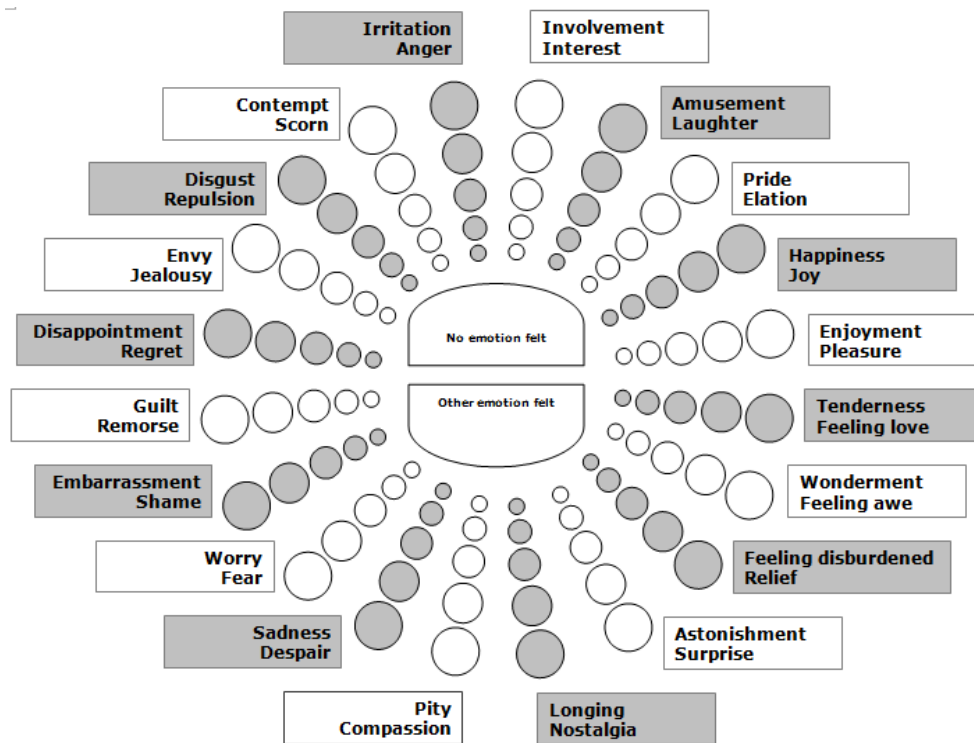 Irritation
Anger
Involvement
Interest
Contempt
Scorn
Amusement
Laughter
Disgust
Repulsion
Pride
Elation
Envy
Jealousy
Happiness
Joy
Disappointment
Regret
No emotion felt
Enjoyment
Pleasure
Guilt
Remorse
Other emotion felt
Tenderness
Feeling love
Embarrassment
Shame
Wonderment
Feeling awe
Worry
Fear
Feeling disburdened
Relief
Sadness
Despair
Astonishment
Surprise
Pity
Compassion
Longing
Nostalgia